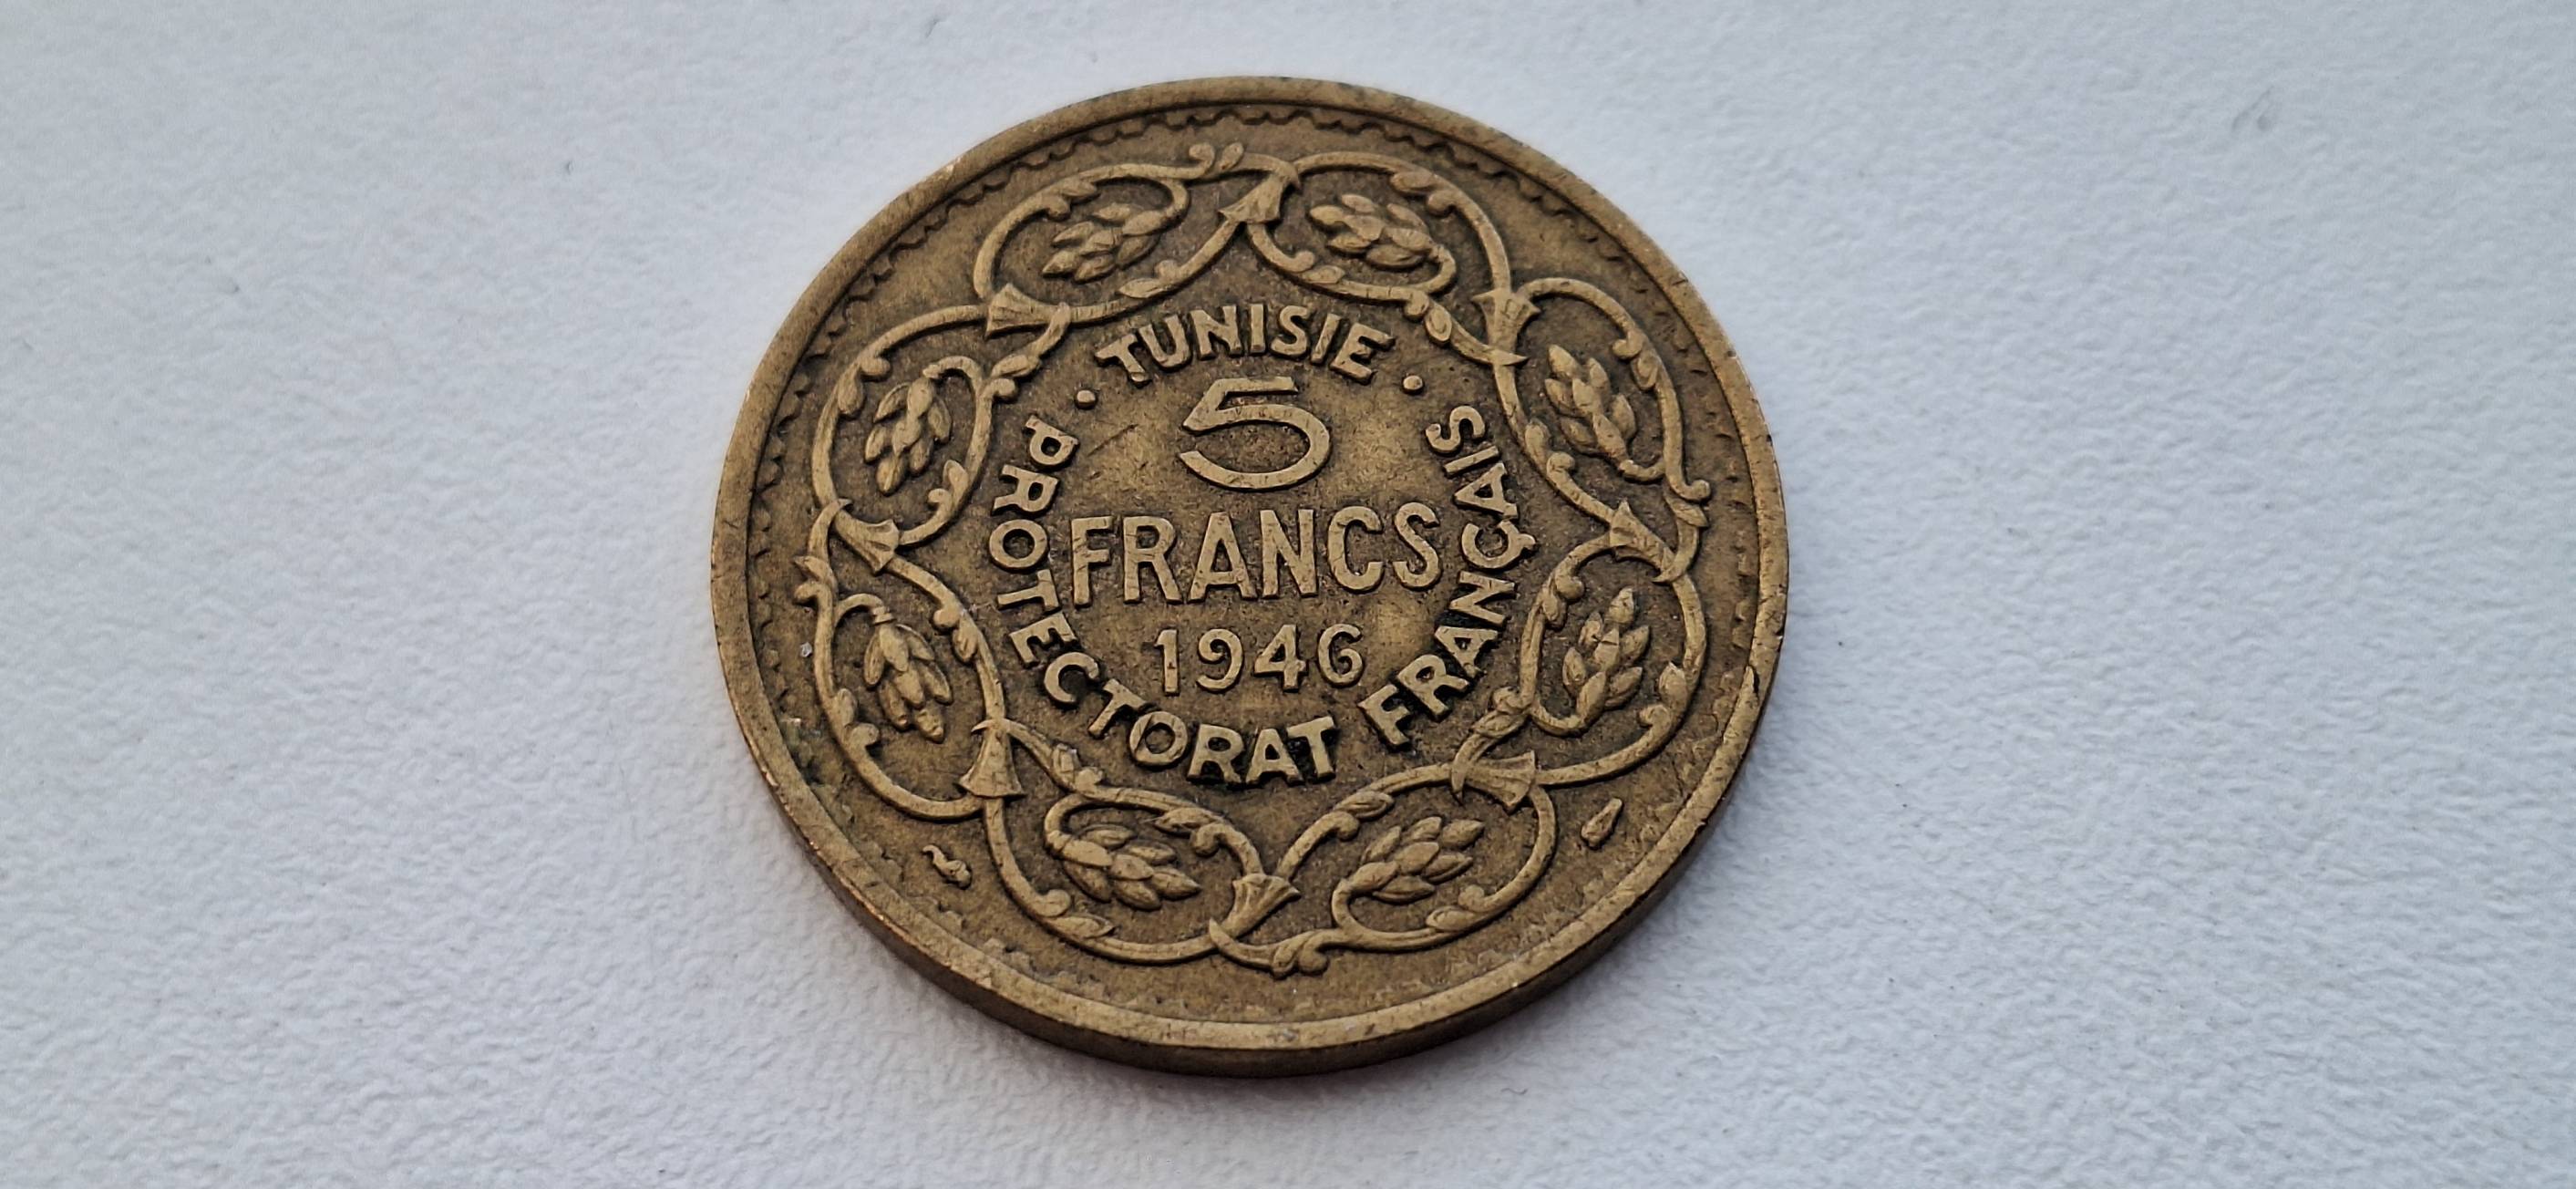 · TUNISIE ·
5
FRANCS
1946
PROTECTORAT FRANÇAIS